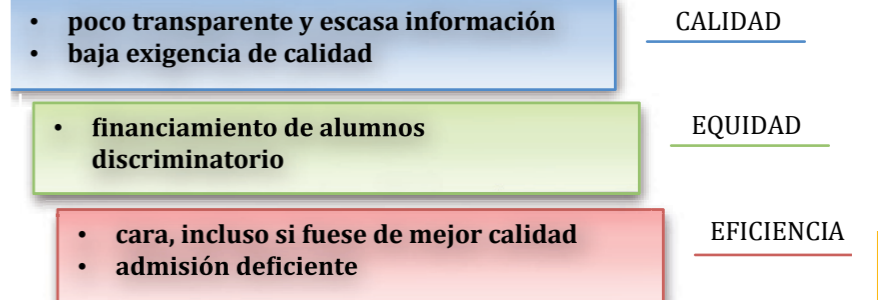 • poco transparente y escasa información
• baja exigencia de calidad
CALIDAD
• financiamiento de alumnos
discriminatorio
EQUIDAD
• cara, incluso si fuese de mejor calidad
• admisión deficiente
EFICIENCIA